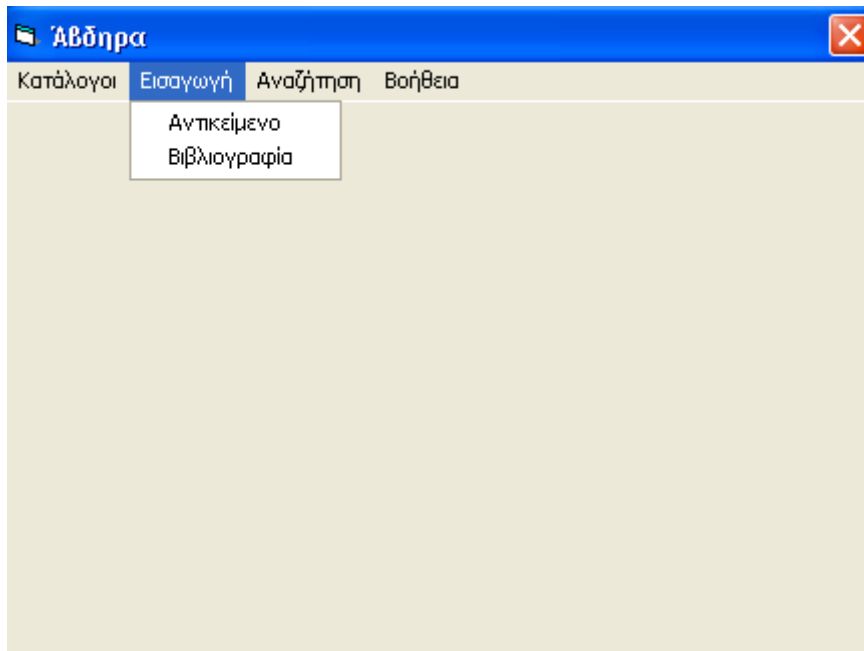 Άβδηρα
Κατάλογοι Εισαγωγή Αναζήτηση Βοήθεια
Αντικείμενο
Βιβλιογραφία